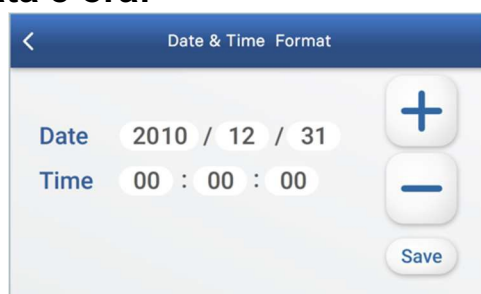 Date & Time Format
Date 2010 / 12 / 31
Time 00 : 00 : 00
Save